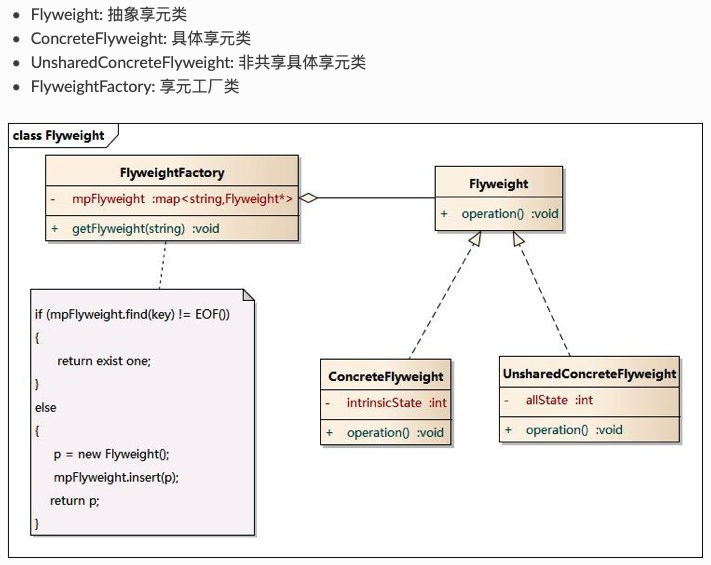 Flyweight: 抽象享元类
ConcreteFlyweight: 具体享元类
UnsharedConcreteFlyweight: 非共享具体享元类
FlyweightFactory: 享元工厂类
class Flyweight
FlyweightFactory
- mpFlyweight :map<string,Flyweight*>
+ getFlyweight(string) :void
Flyweight
+ operation() :void
if (mpFlyweight.find(key) != EOF())
{
return exist one;
}
else
{
p = new Flyweight();
mpFlyweight.insert(p);
return p;
}
ConcreteFlyweight
- intrinsicState :int
+ operation() :void
UnsharedConcreteFlyweight
- allState :int
+ operation() :void